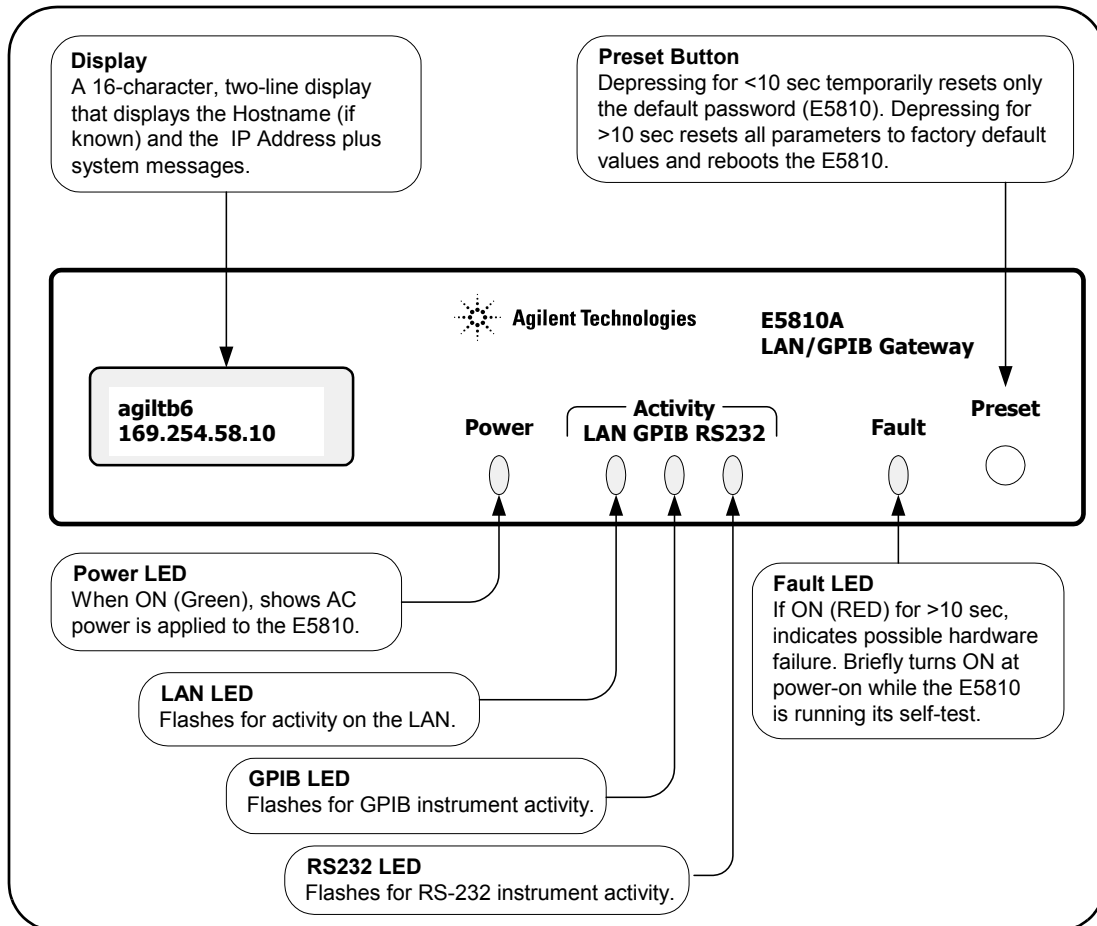 Display
A 16-character, two-line display
that displays the Hostname (if
known) and the IP Address plus
system messages.
Preset Button
Depressing for <10 sec temporarily resets only
the default password (E5810). Depressing for
>10 sec resets all parameters to factory default
values and reboots the E5810.
Agilent Technologies
E5810A
LAN/GPIB Gateway
agiltb6
169.254.58.10
Power
Activity
LAN GPIB RS232
Fault
Preset
Power LED
When ON (Green), shows AC
power is applied to the E5810.
Fault LED
If ON (RED) for >10 sec,
indicates possible hardware
failure. Briefly turns ON at
power-on while the E5810
is running its self-test.
LAN LED
Flashes for activity on the LAN.
GPIB LED
Flashes for GPIB instrument activity.
RS232 LED
Flashes for RS-232 instrument activity.